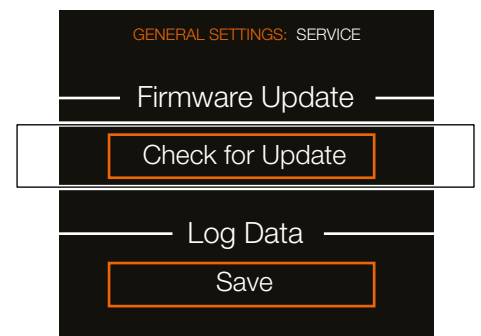 GENERAL SETTINGS: SERVICE
Firmware Update
Check for Update
Log Data
Save